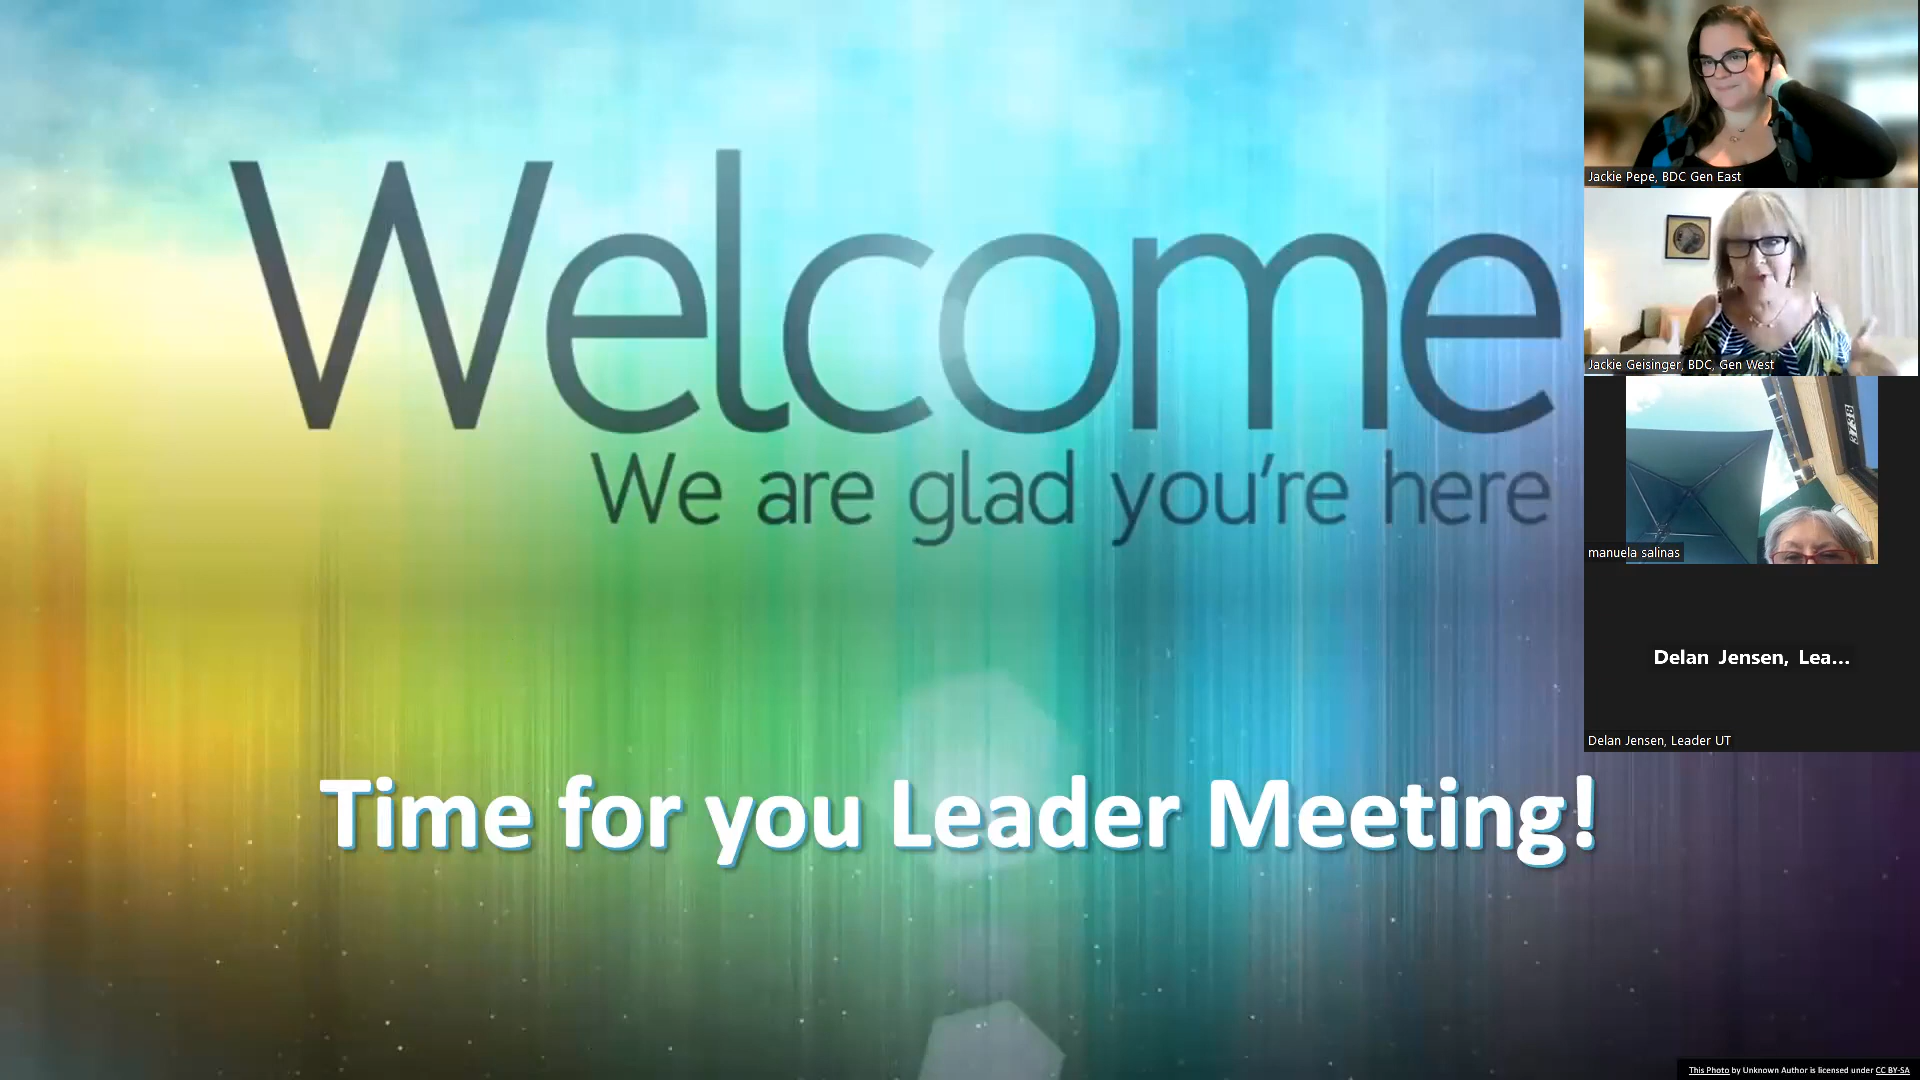 Welcome
We are glad you're here
Time for you Leader Meeting!
Jackie Pepe, BDC Gen East
Jackie Geisinger, BDC, Gen West
3738
manuela salinas
Delan Jensen, Lea...
Delan Jensen, Leader UT
This Photo by Unknown Author is licensed under CC BY-SA